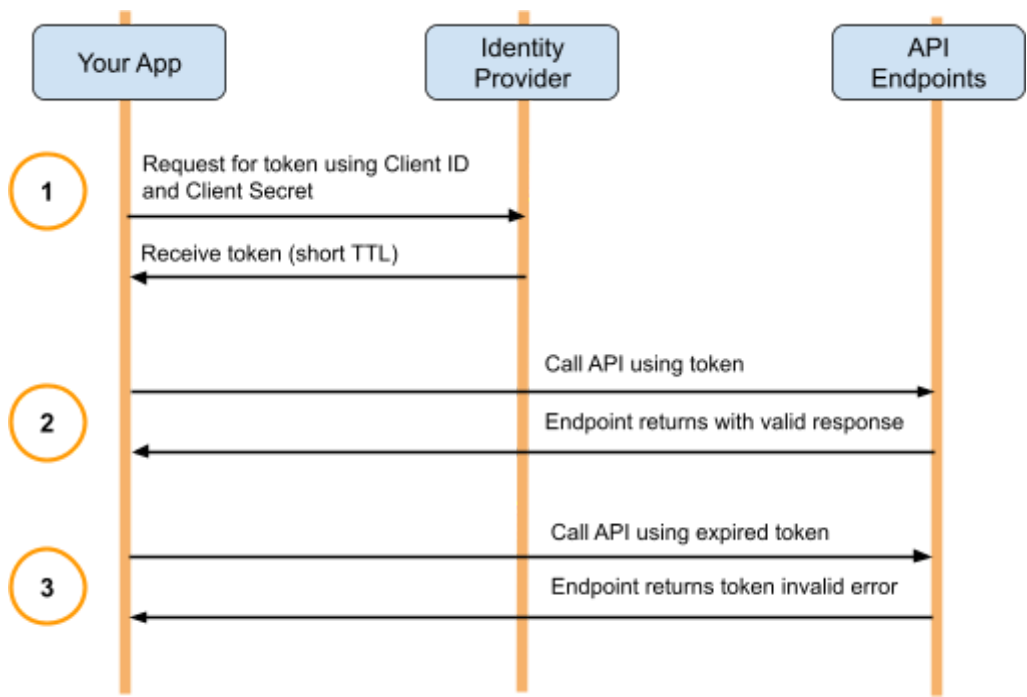 Your App
Identity
Provider
API
Endpoints
1
Request for token using Client ID
and Client Secret
Receive token (short TTL)
2
Call API using token
Endpoint returns with valid response
3
Call API using expired token
Endpoint returns token invalid error